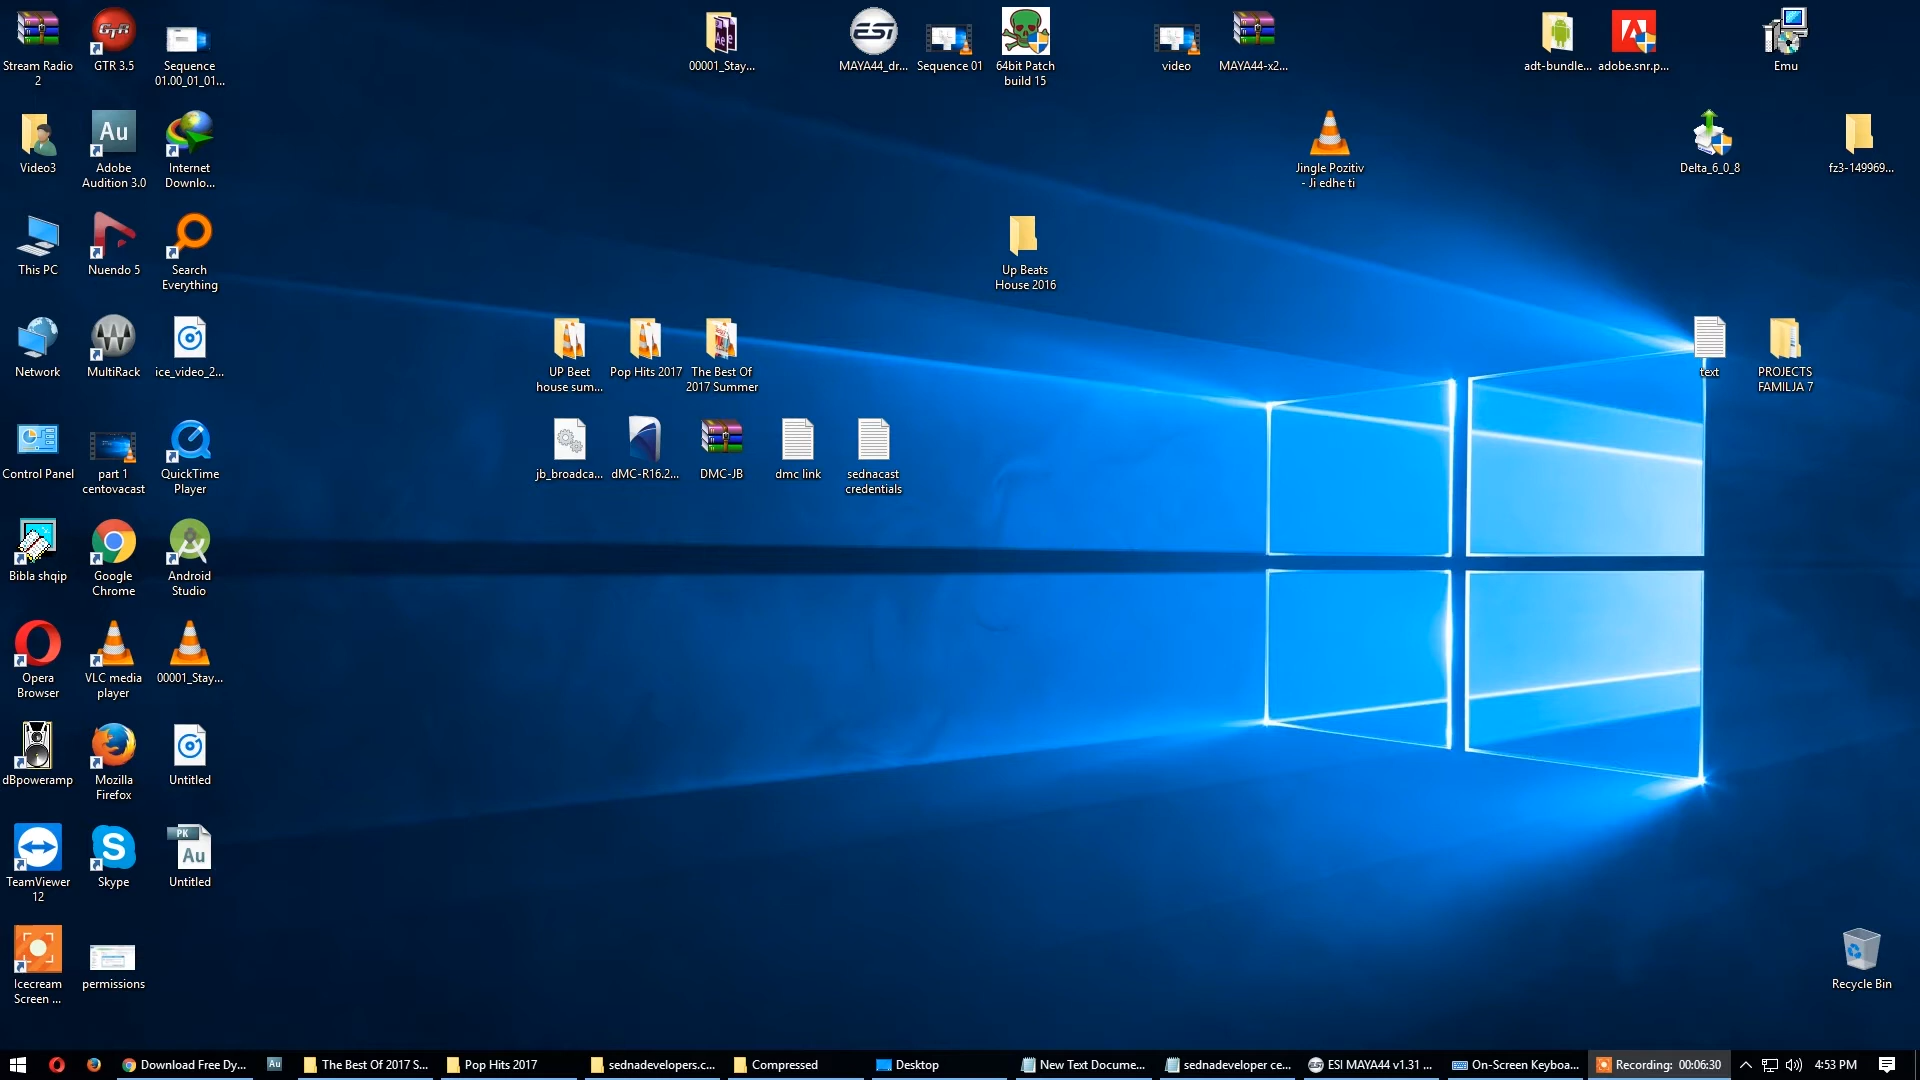 Stream Radio
2
GTR 3.5
Sequence
01.00_01_01...
00001_Stay...
MAYA44_dr...
Sequence 01
64bit Patch
build 15
video
MAYA44-x2...
adt-bundle...
adobe.snr.p...
Emu
Video3
Au
Adobe
Audition 3.0
Internet
Downlo...
Jingle Pozitiv
- Ji edhe ti
Delta_6_0_8
fz3-149969...
This PC
Nuendo 5
Search
Everything
Up Beats
House 2016
Network
MultiRack
ice_video_2...
UP Beet
house sum...
Pop Hits 2017
The Best Of
2017 Summer
text
PROJECTS
FAMILJA 7
Control Panel
part 1
centovacast
QuickTime
Player
jb_broadca...
dMC-R16.2...
DMC-JB
dmc link
sednacast
credentials
Bibla shqip
Google
Chrome
Android
Studio
Opera
Browser
VLC media
player
00001_Stay...
dBpoweramp
Mozilla
Firefox
Untitled
TeamViewer
12
Skype
PK
Au
Untitled
Icecream
Screen ...
permissions
Recycle Bin
Download Free Dy...
Au
The Best Of 2017 S...
Pop Hits 2017
sednadevelopers.c...
Compressed
Desktop
New Text Docume...
sednadeveloper ce...
ESI MAYA44 v1.31 ...
On-Screen Keyboa...
Recording: 00:06:30
4:53 PM